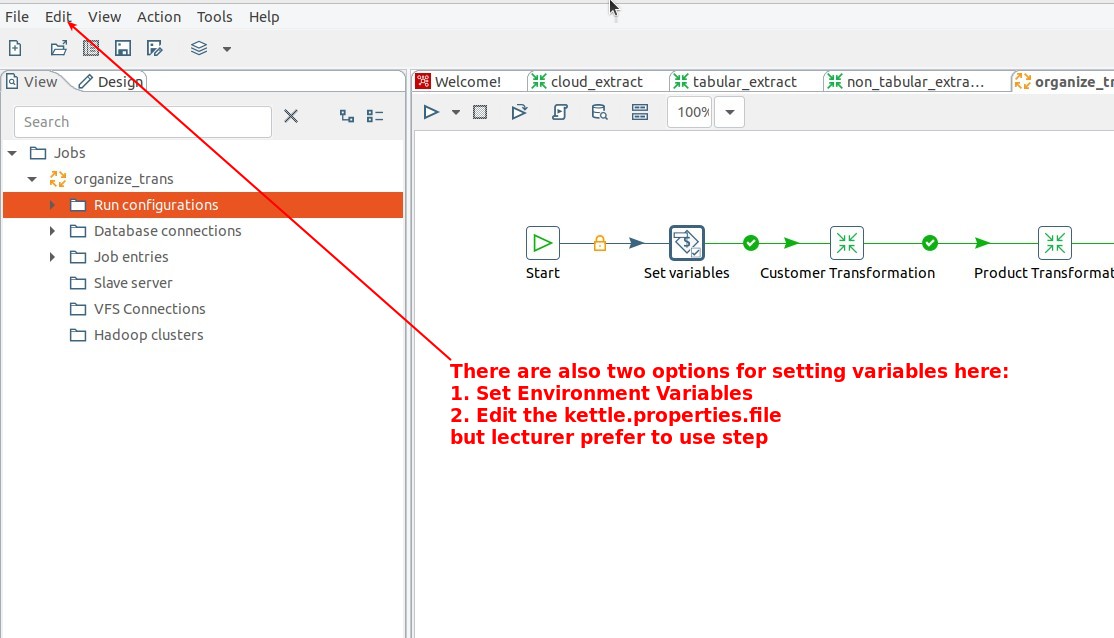 File Edit View Action Tools Help
View Design
Welcome! cloud_extract tabular_extract non_tabular_extra... organize_tr
Search
100%
Jobs
organize_trans
Run configurations
Database connections
Job entries
Slave server
VFS Connections
Hadoop clusters
Start Set variables Customer Transformation Product Transformat
There are also two options for setting variables here:
1. Set Environment Variables
2. Edit the kettle.properties.file
but lecturer prefer to use step